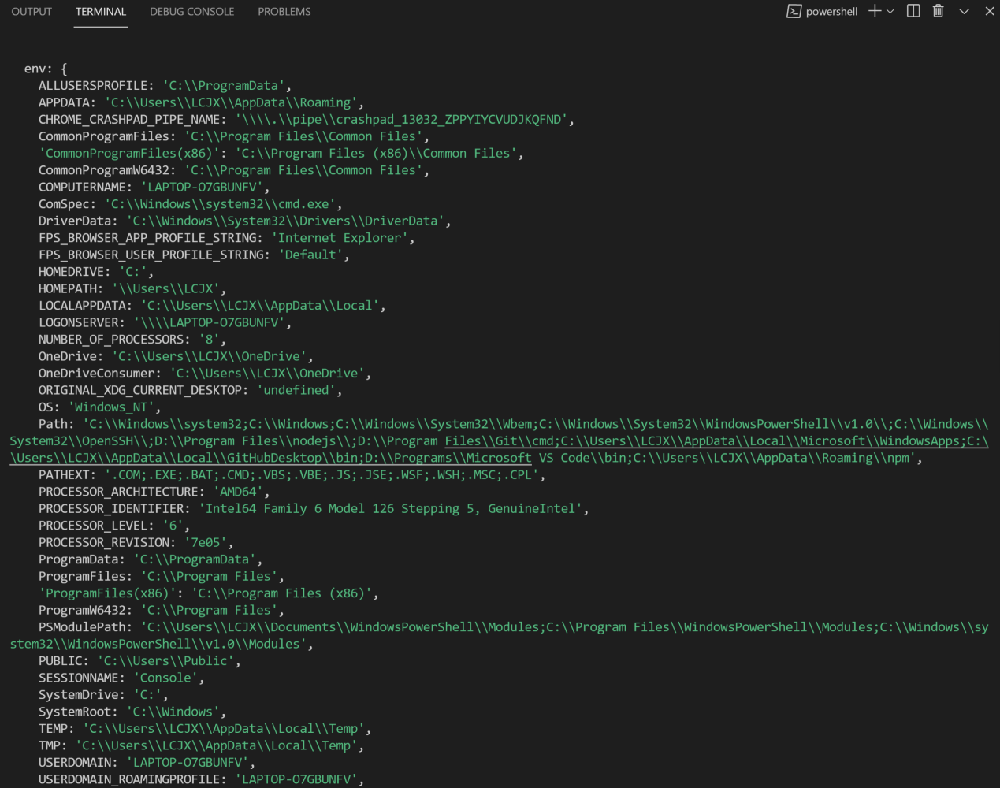 OUTPUT TERMINAL DEBUG CONSOLE PROBLEMS powershell
env: {
ALLUSERSPROFILE: 'C:\\ProgramData',
APPDATA: 'C:\\Users\\LCJX\\AppData\\Roaming',
CHROME_CRASHPAD_PIPE_NAME: '\\\\.\\pipe\\crashpad_13032_ZPPYIYCVUDJKQFND',
CommonProgramFiles: 'C:\\Program Files\\Common Files',
'CommonProgramFiles(x86)': 'C:\\Program Files (x86)\\Common Files',
CommonProgramW6432: 'C:\\Program Files\\Common Files',
COMPUTERNAME: 'LAPTOP-O7GBUNFV',
ComSpec: 'C:\\Windows\\system32\\cmd.exe',
DriverData: 'C:\\Windows\\System32\\Drivers\\DriverData',
FPS_BROWSER_APP_PROFILE_STRING: 'Internet Explorer',
FPS_BROWSER_USER_PROFILE_STRING: 'Default',
HOMEDRIVE: 'C:',
HOMEPATH: '\\Users\\LCJX',
LOCALAPPDATA: 'C:\\Users\\LCJX\\AppData\\Local',
LOGONSERVER: '\\\\LAPTOP-O7GBUNFV',
NUMBER_OF_PROCESSORS: '8',
OneDrive: 'C:\\Users\\LCJX\\OneDrive',
OneDriveConsumer: 'C:\\Users\\LCJX\\OneDrive',
ORIGINAL_XDG_CURRENT_DESKTOP: 'undefined',
OS: 'Windows_NT',
Path: 'C:\\Windows\\system32;C:\\Windows;C:\\Windows\\System32\\Wbem;C:\\Windows\\System32\\WindowsPowerShell\\v1.0\\;C:\\Windows\\
System32\\OpenSSH\\;D:\\Program Files\\nodejs\\;D:\\Program Files\\Git\\cmd;C:\\Users\\LCJX\\AppData\\Local\\Microsoft\\WindowsApps;C:\
\Users\\LCJX\\AppData\\Local\\GitHubDesktop\\bin;D:\\Programs\\Microsoft VS Code\\bin;C:\\Users\\LCJX\\AppData\\Roaming\\npm',
PATHEXT: '.COM;.EXE;.BAT;.CMD;.VBS;.VBE;.JS;.JSE;.WSF;.WSH;.MSC;.CPL',
PROCESSOR_ARCHITECTURE: 'AMD64',
PROCESSOR_IDENTIFIER: 'Intel64 Family 6 Model 126 Stepping 5, GenuineIntel',
PROCESSOR_LEVEL: '6',
PROCESSOR_REVISION: '7e05',
ProgramData: 'C:\\ProgramData',
ProgramFiles: 'C:\\Program Files',
'ProgramFiles(x86)': 'C:\\Program Files (x86)',
ProgramW6432: 'C:\\Program Files',
PSModulePath: 'C:\\Users\\LCJX\\Documents\\WindowsPowerShell\\Modules;C:\\Program Files\\WindowsPowerShell\\Modules;C:\\Windows\\sy
stem32\\WindowsPowerShell\\v1.0\\Modules',
PUBLIC: 'C:\\Users\\Public',
SESSIONNAME: 'Console',
SystemDrive: 'C:',
SystemRoot: 'C:\\Windows',
TEMP: 'C:\\Users\\LCJX\\AppData\\Local\\Temp',
TMP: 'C:\\Users\\LCJX\\AppData\\Local\\Temp',
USERDOMAIN: 'LAPTOP-O7GBUNFV',
USERDOMAIN_ROAMINGPROFILE: 'LAPTOP-O7GBUNFV',